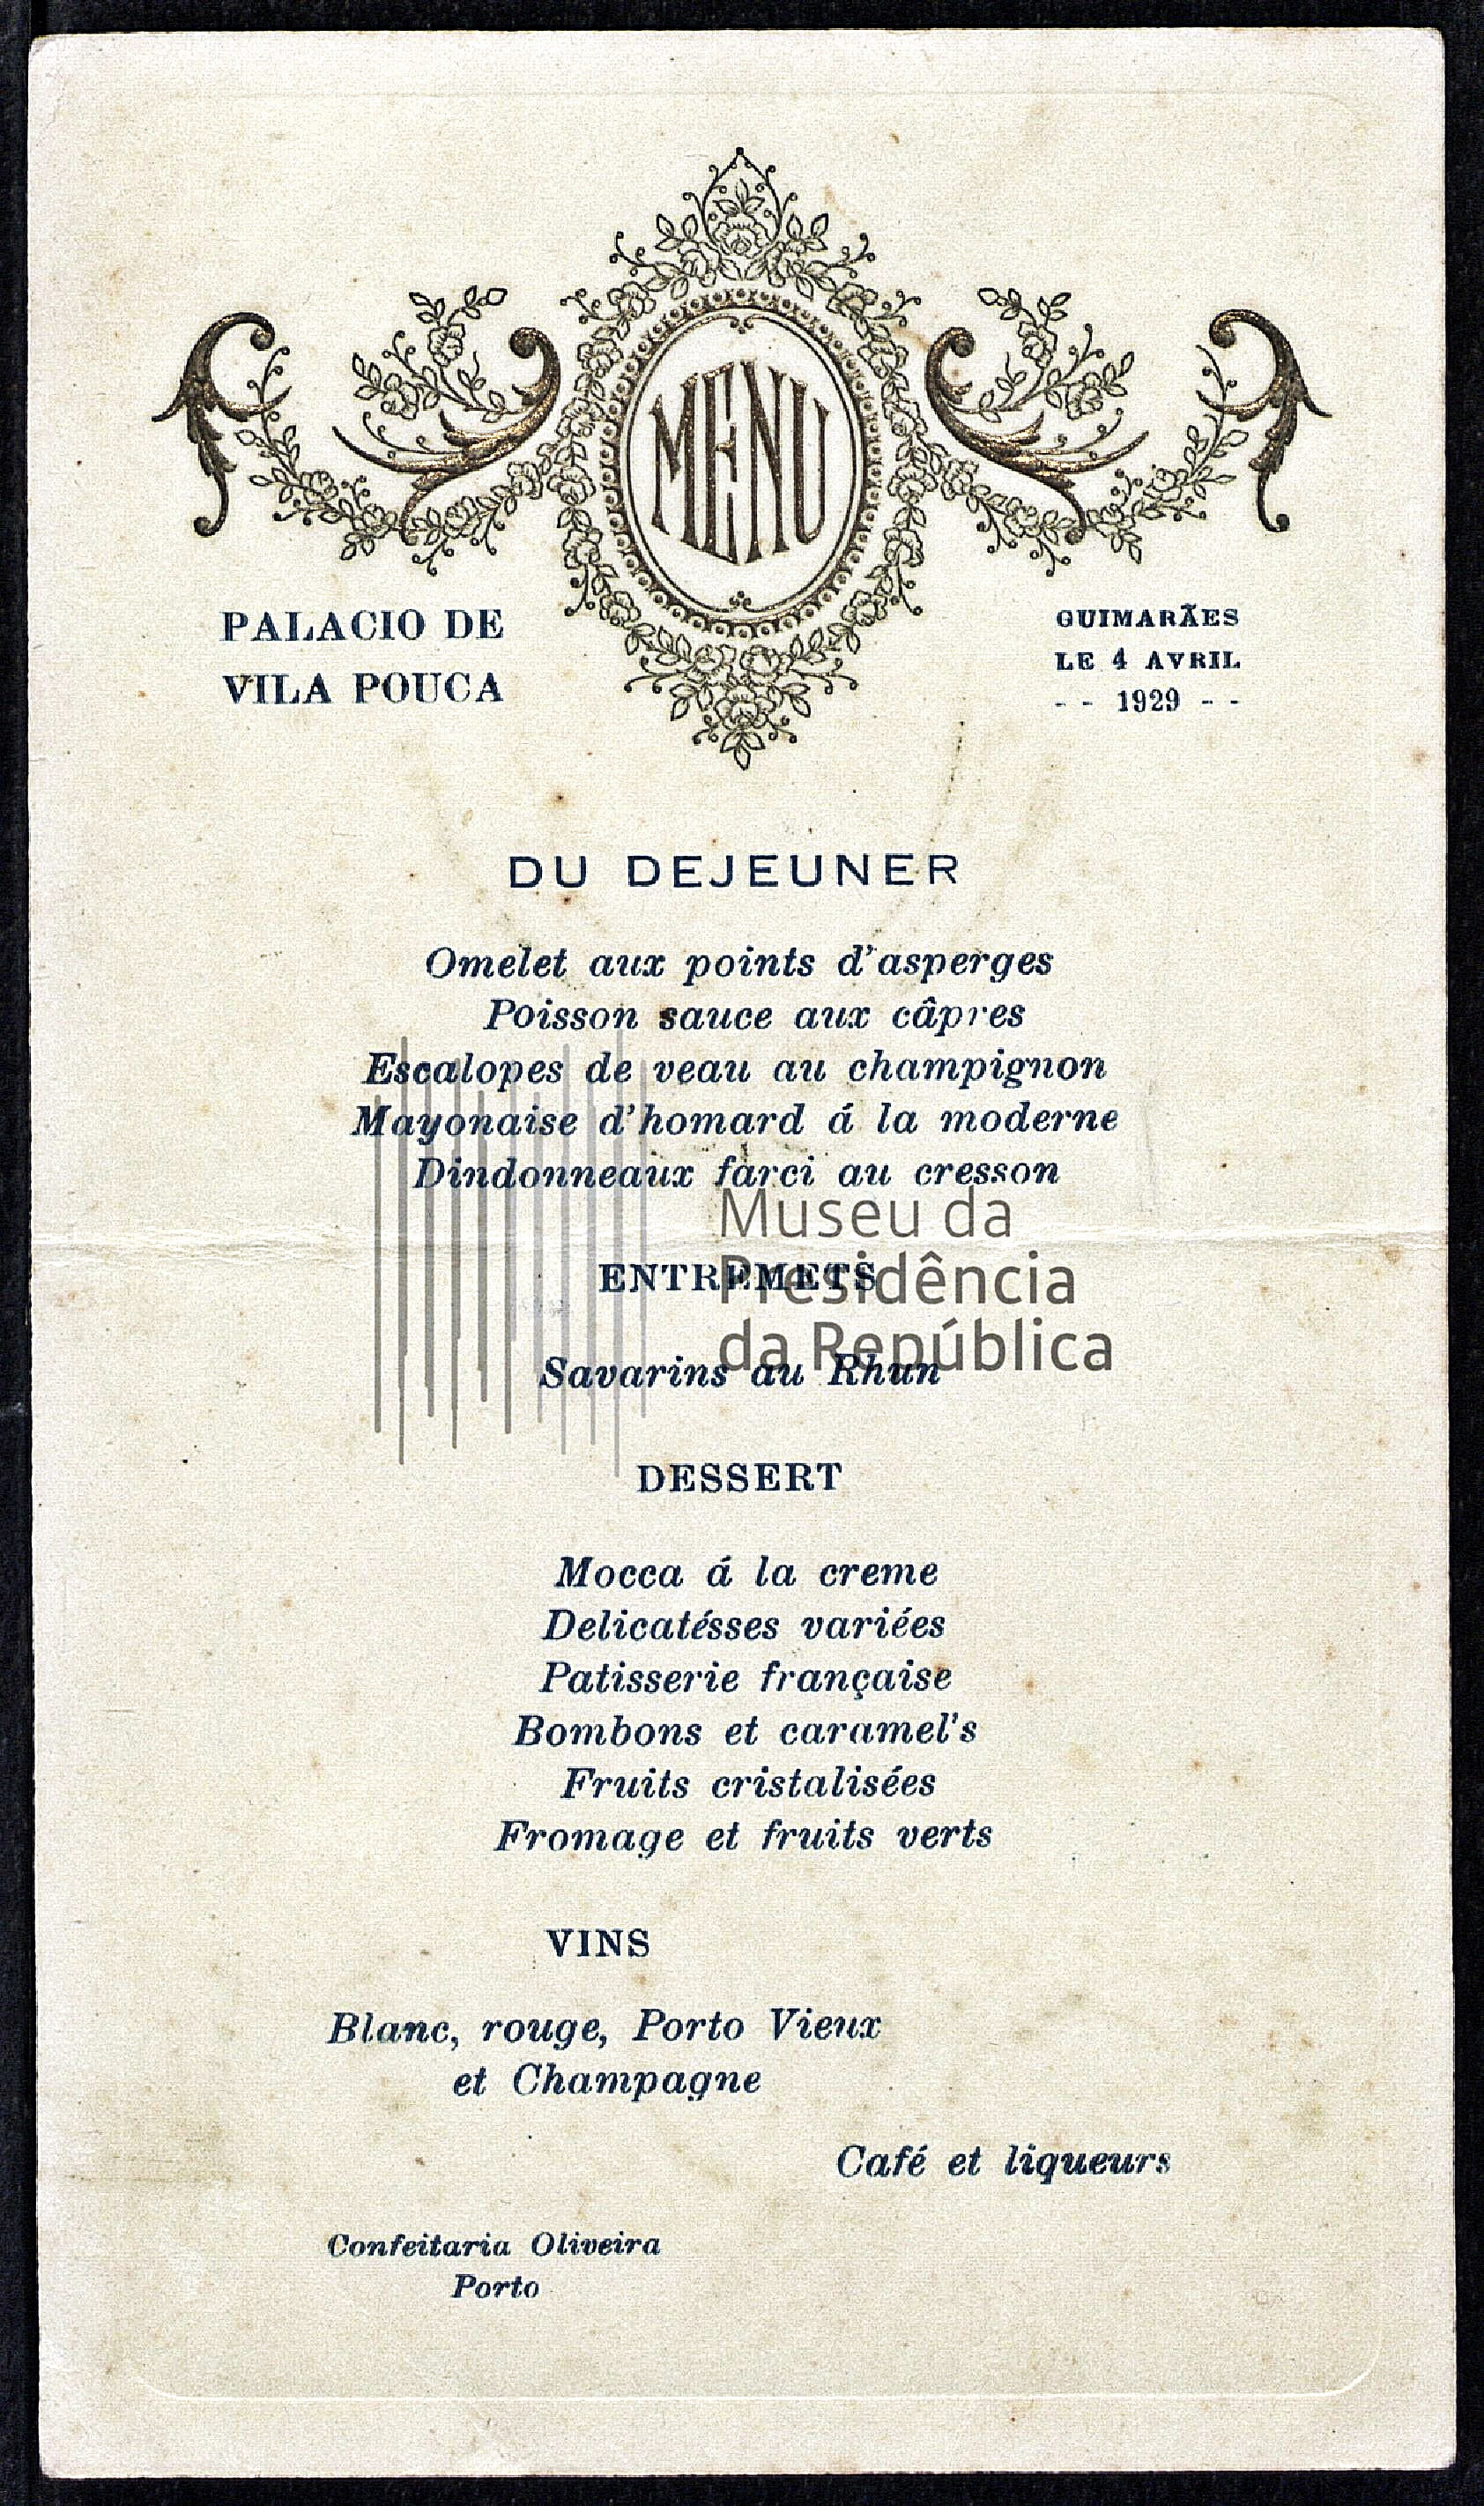 MENU
PALACIO DE
VILA POUCA
GUIMARÃES
LE 4 AVRIL
- - 1929 - -
DU DEJEUNER
Omelet aux points d'asperges
Poisson sauce aux câpres
Escalopes de veau au champignon
Mayonaise d'homard á la moderne
Dindonneaux farci au cresson
Museu da
Presidência
da República
ENTREMETS
Savarins au Rhun
DESSERT
Mocca á la creme
Delicatésses variées
Patisserie française
Bombons et caramel's
Fruits cristalisées
Fromage et fruits verts
VINS
Blanc, rouge, Porto Vieux
et Champagne
Café et liqueurs
Confeitaria Oliveira
Porto